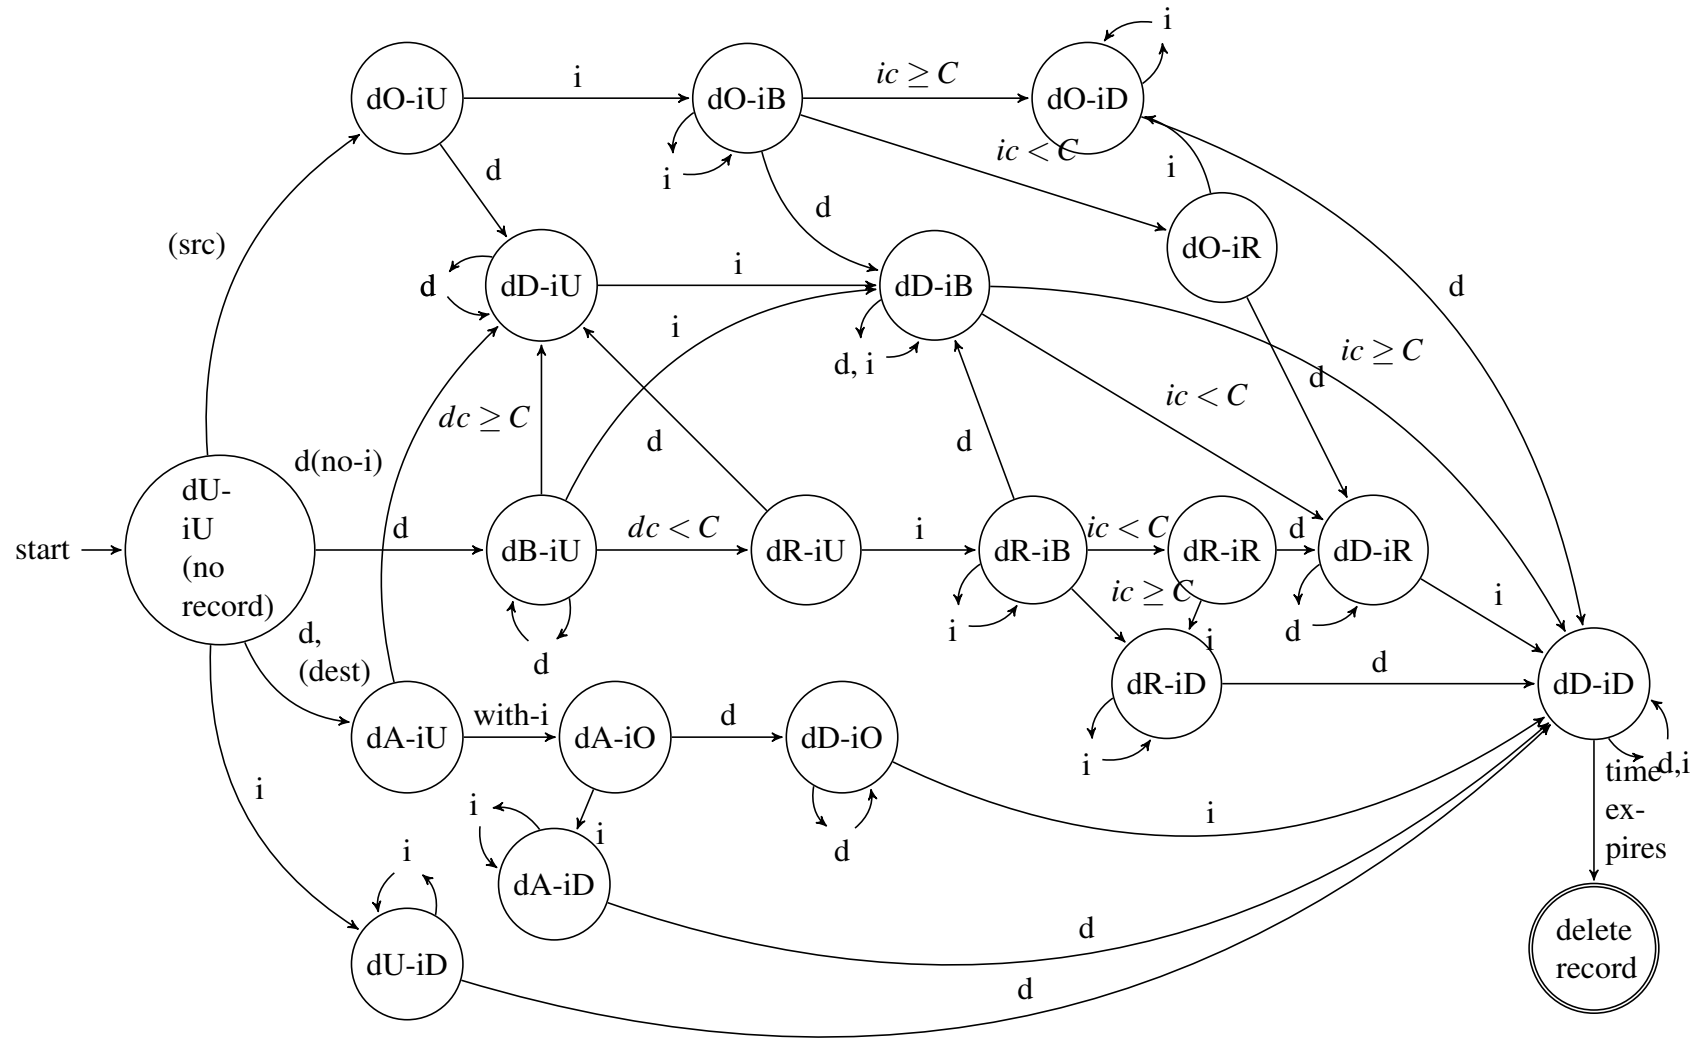 i
dO-iU
i
dO-iB
ic ≥ C
dO-iD
ic < C
i
d
i
d
(src)
dO-iR
d
dD-iU
i
dD-iB
d
i
d, i
ic ≥ C
d
dc ≥ C
d
ic < C
d
d(no-i)
dU-
iU
(no
record)
start
d
dB-iU
dc < C
dR-iU
i
dR-iB
ic < C
dR-iR
d
dD-iR
ic ≥ C
i
i
d
i
d
d,
(dest)
dR-iD
d
dD-iD
dA-iU
with-i
dA-iO
d
dD-iO
i
d,i
time
ex-
pires
i
i
i
i
d
i
dA-iD
d
dU-iD
d
delete
record